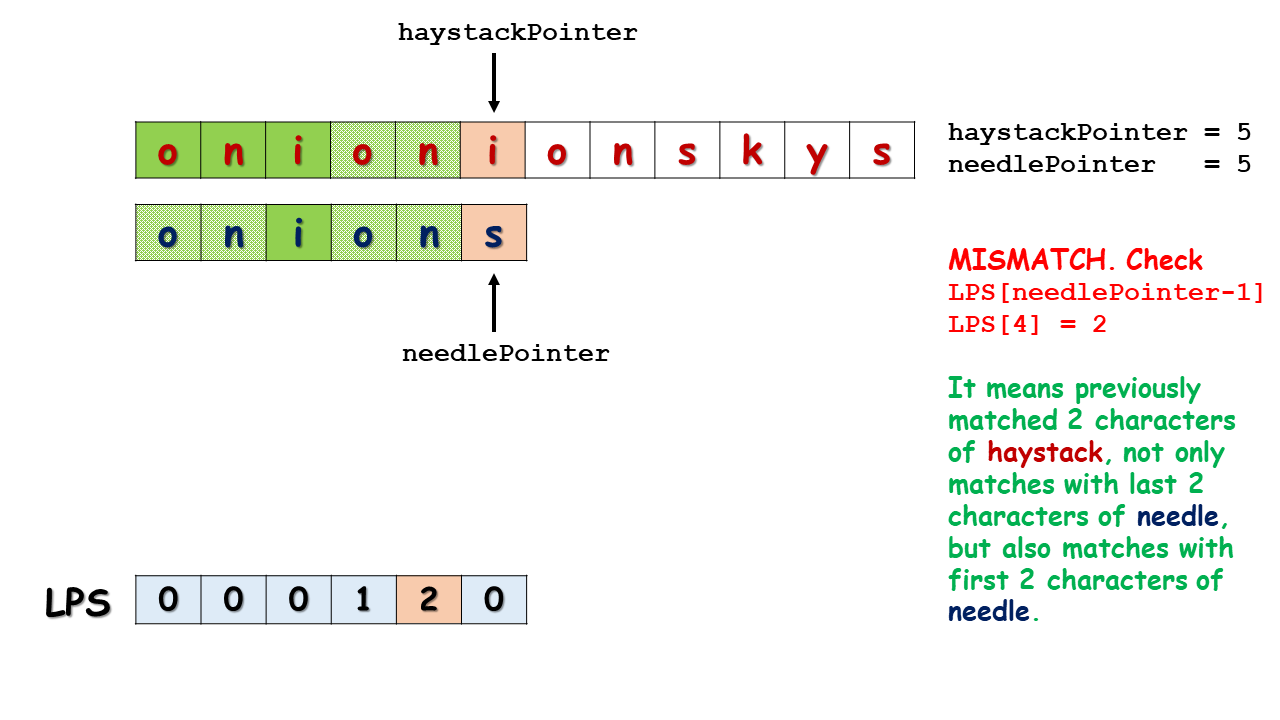 haystackPointer
o n i o n i o n s k y s
haystackPointer = 5
needlePointer = 5
o n i o n s
MISMATCH. Check
LPS[needlePointer-1]
LPS[4] = 2
needlePointer
It means previously
matched 2 characters
of haystack, not only
matches with last 2
characters of needle,
but also matches with
first 2 characters of
needle.
LPS 0 0 0 1 2 0